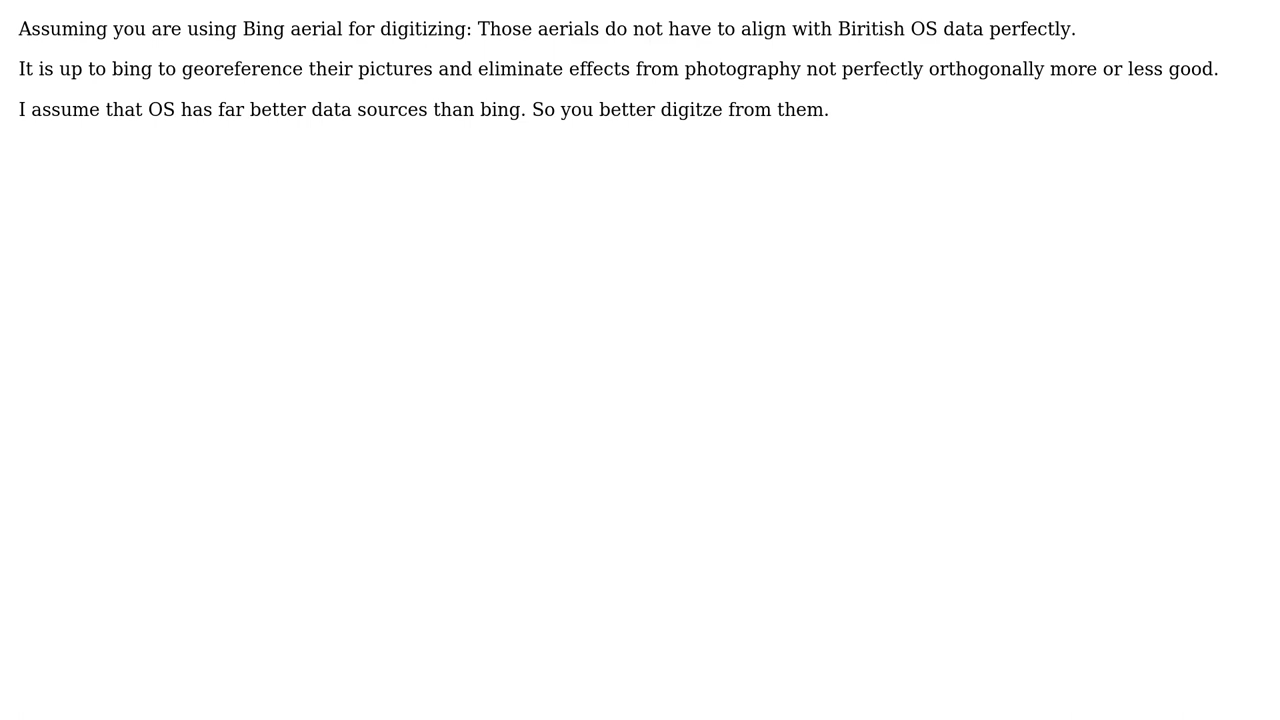 Assuming you are using Bing aerial for digitizing: Those aerials do not have to align with Biritish OS data perfectly.
It is up to bing to georeference their pictures and eliminate effects from photography not perfectly orthogonally more or less good.
I assume that OS has far better data sources than bing. So you better digitze from them.